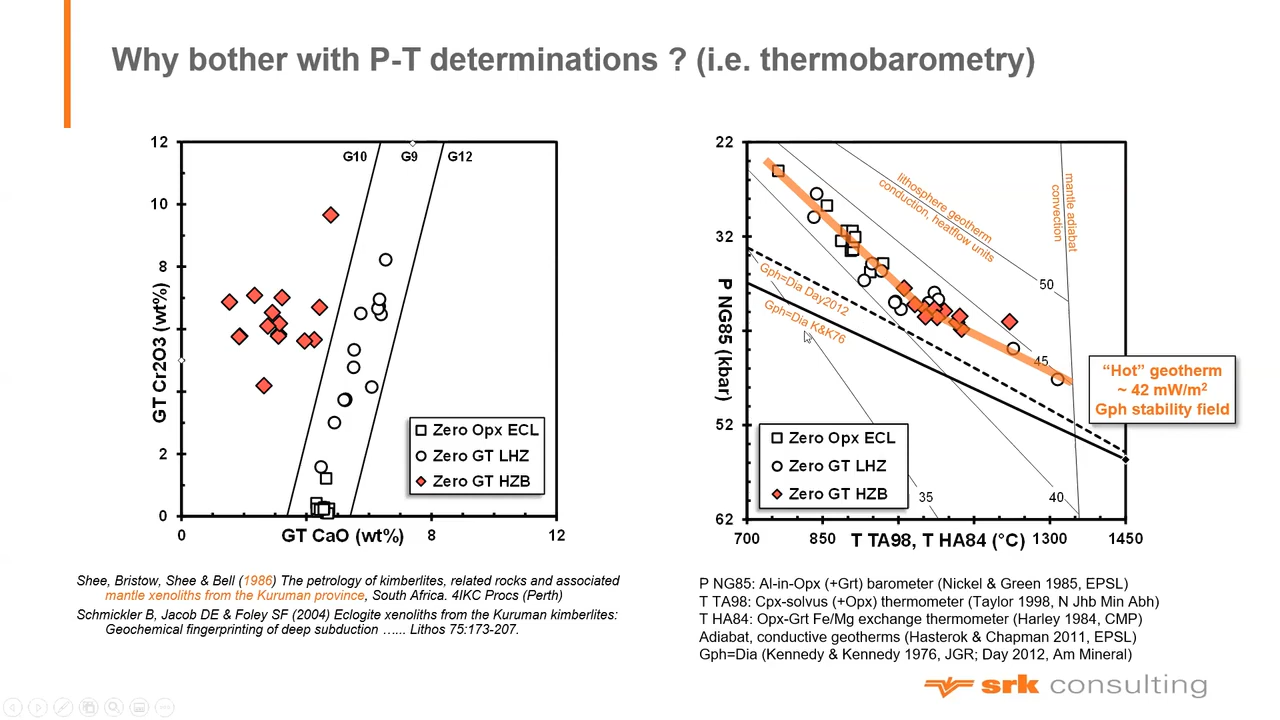 Why bother with P-T determinations ? (i.e. thermobarometry)
12
10
8
6
4
2
0
GT Cr2O3 (wt%)
G10
G9
G12
Zero Opx ECL
Zero GT LHZ
Zero GT HZB
0
GT CaO (wt%)
8
12
Shee, Bristow, Shee & Bell (1986) The petrology of kimberlites, related rocks and associated
mantle xenoliths from the Kuruman province, South Africa. 4IKC Procs (Perth)
Schmickler B, Jacob DE & Foley SF (2004) Eclogite xenoliths from the Kuruman kimberlites:
Geochemical fingerprinting of deep subduction …... Lithos 75:173-207.
22
32
52
62
P NG85 (kbar)
lithosphere geotherm
conduction, heatflow units
mantle adiabat
convection
Gph=Dia Day2012
Gph=Dia K&K76
50
45
40
35
Zero Opx ECL
Zero GT LHZ
Zero GT HZB
700
850
T TA98, T HA84 (°C)
1300
1450
"Hot" geotherm
~ 42 mW/m2
Gph stability field
P NG85: Al-in-Opx (+Grt) barometer (Nickel & Green 1985, EPSL)
T TA98: Cpx-solvus (+Opx) thermometer (Taylor 1998, N Jhb Min Abh)
T HA84: Opx-Grt Fe/Mg exchange thermometer (Harley 1984, CMP)
Adiabat, conductive geotherms (Hasterok & Chapman 2011, EPSL)
Gph=Dia (Kennedy & Kennedy 1976, JGR; Day 2012, Am Mineral)
srk consulting